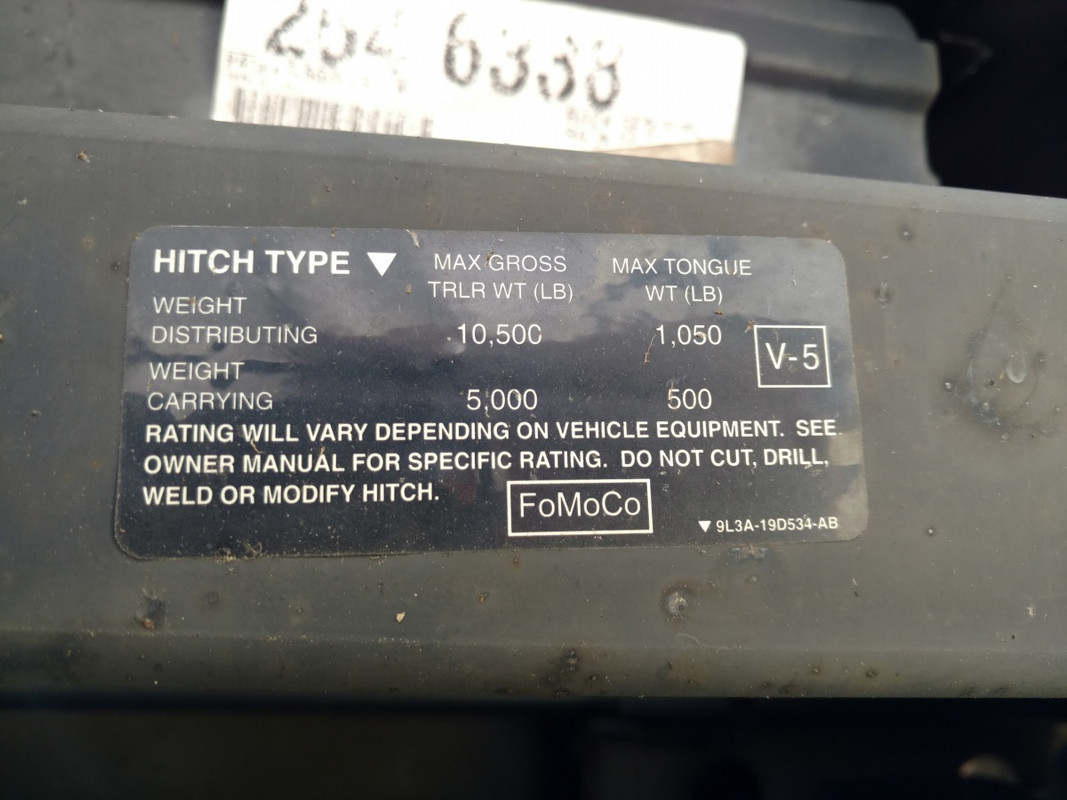 6338
HITCH TYPE ▼ MAX GROSS MAX TONGUE
TRLR WT (LB) WT (LB)
WEIGHT
DISTRIBUTING 10,500 1,050
V-5
WEIGHT
CARRYING 5,000 500
RATING WILL VARY DEPENDING ON VEHICLE EQUIPMENT. SEE
OWNER MANUAL FOR SPECIFIC RATING. DO NOT CUT, DRILL,
WELD OR MODIFY HITCH.
FoMoCo
▼ 9L3A-19D534-AB